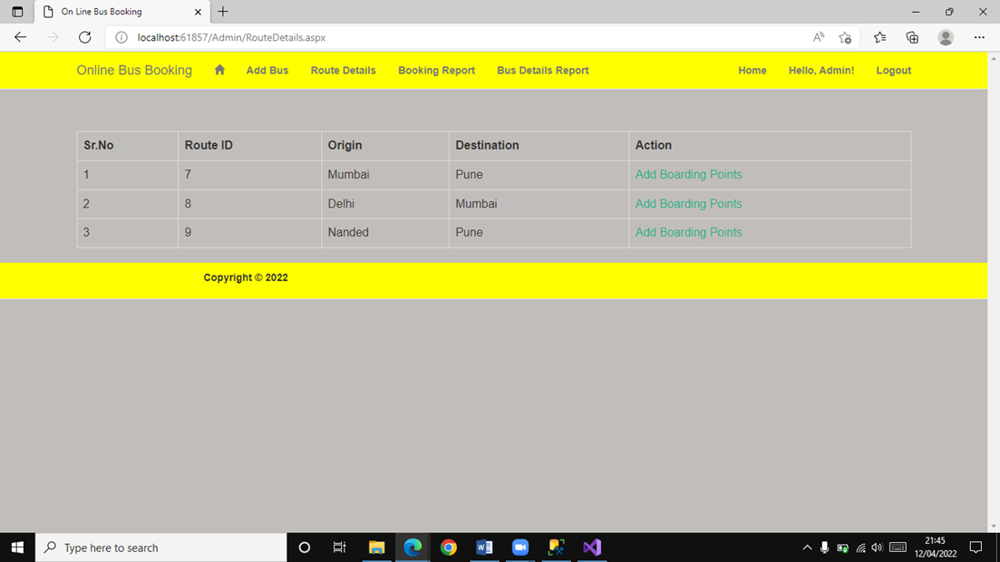 On Line Bus Booking
localhost:61857/Admin/RouteDetails.aspx
Online Bus Booking Add Bus Route Details Booking Report Bus Details Report Home Hello, Admin! Logout
Sr.No Route ID Origin Destination Action
1 7 Mumbai Pune Add Boarding Points
2 8 Delhi Mumbai Add Boarding Points
3 9 Nanded Pune Add Boarding Points
Copyright © 2022
Type here to search
21:45
12/04/2022